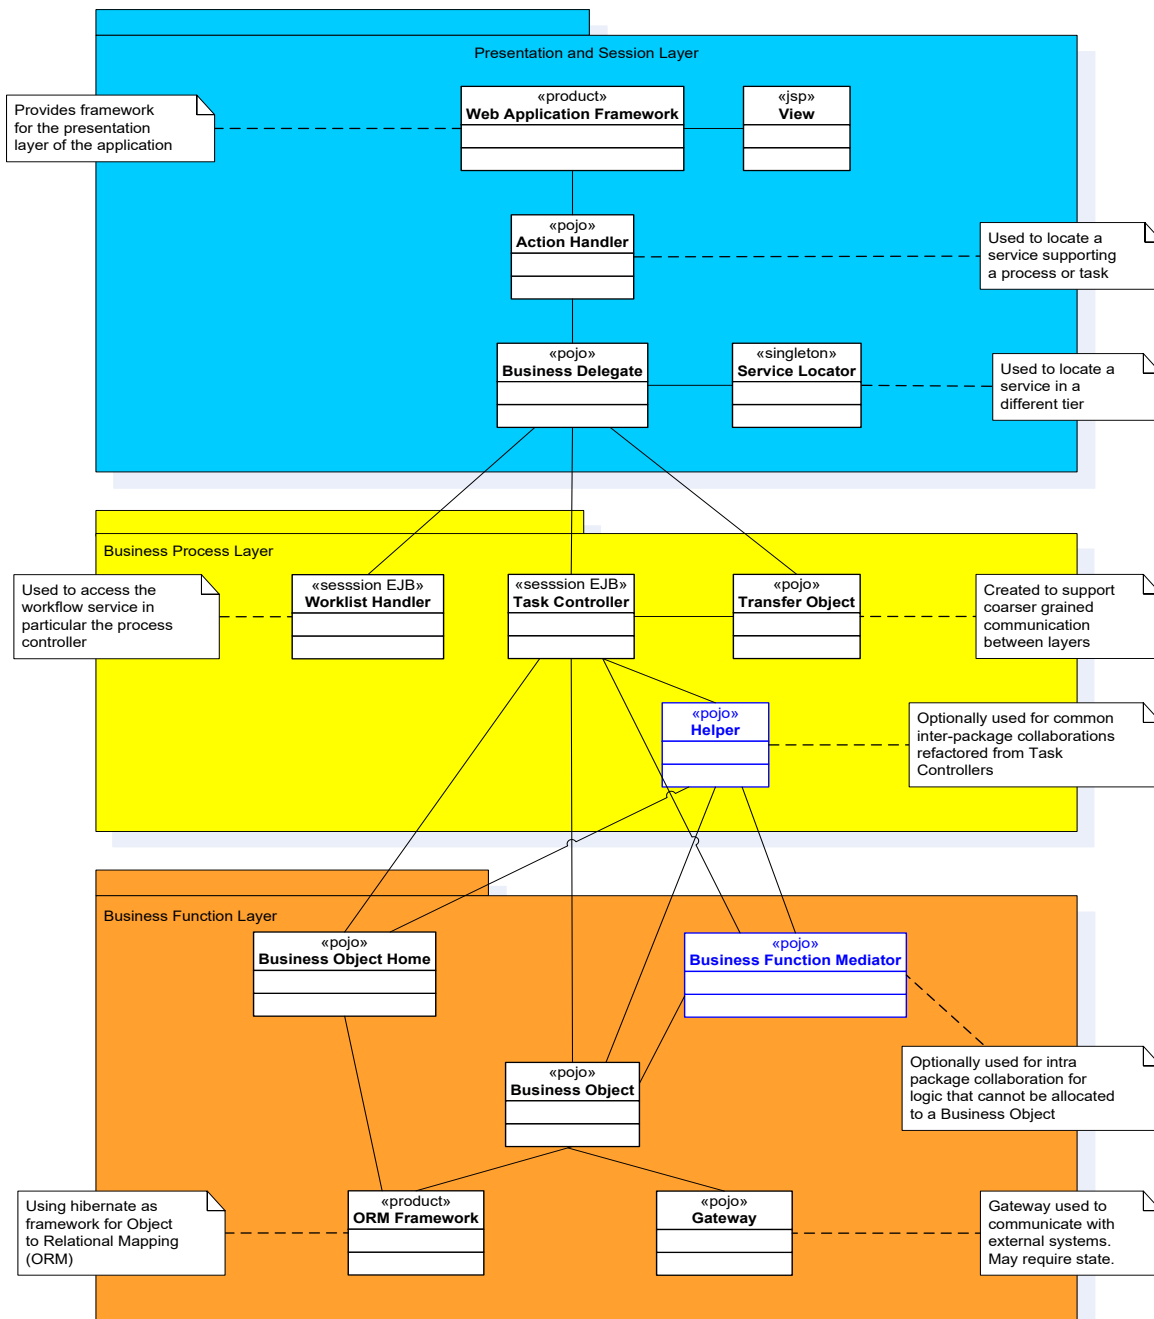 Presentation and Session Layer
Provides framework
for the presentation
layer of the application
«product»
Web Application Framework
«jsp»
View
«pojo»
Action Handler
Used to locate a
service supporting
a process or task
«pojo»
Business Delegate
«singleton»
Service Locator
Used to locate a
service in a
different tier
Business Process Layer
Used to access the
workflow service in
particular the process
controller
«sesssion EJB»
Worklist Handler
«sesssion EJB»
Task Controller
«pojo»
Transfer Object
Created to support
coarser grained
communication
between layers
«pojo»
Helper
Optionally used for common
inter-package collaborations
refactored from Task
Controllers
Business Function Layer
«pojo»
Business Object Home
«pojo»
Business Function Mediator
«pojo»
Business Object
Optionally used for intra
package collaboration for
logic that cannot be allocated
to a Business Object
Using hibernate as
framework for Object
to Relational Mapping
(ORM)
«product»
ORM Framework
«pojo»
Gateway
Gateway used to
communicate with
external systems.
May require state.